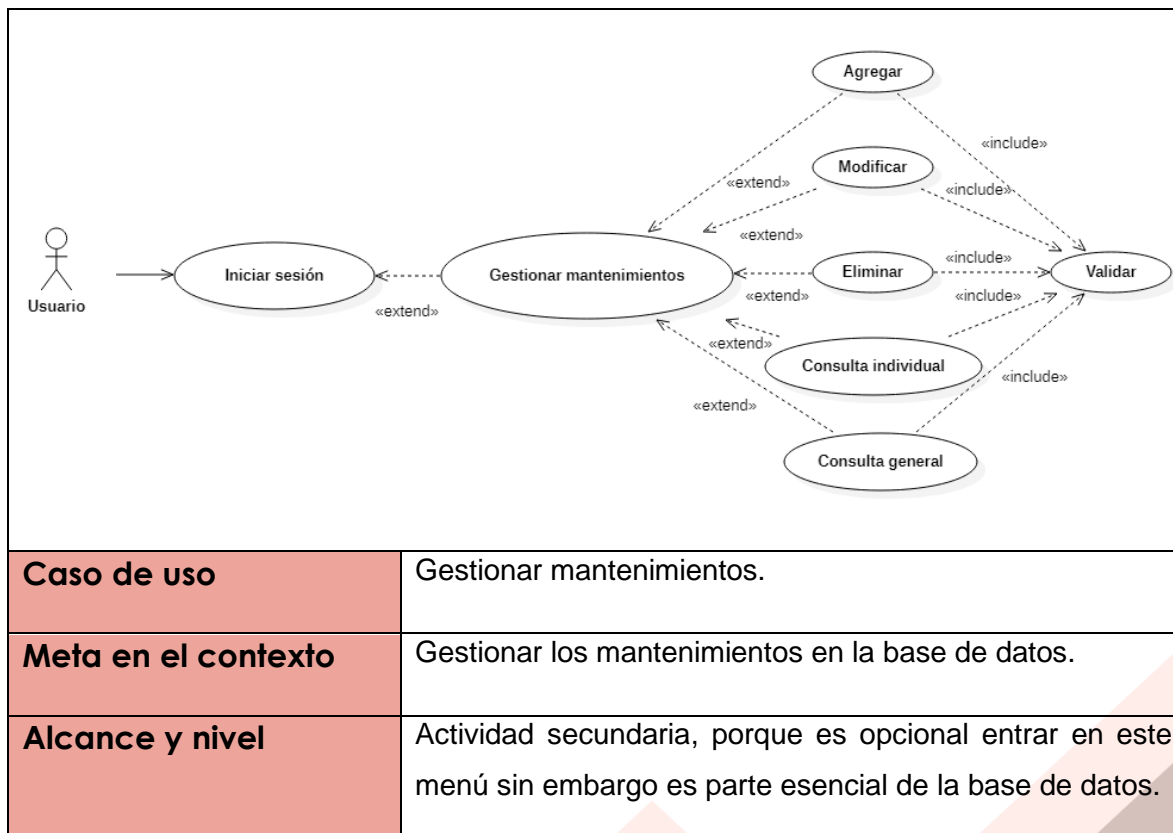 Agregar
«include»
Modificar
«extend»
«include»
«extend»
Usuario
Iniciar sesión
«extend»
Gestionar mantenimientos
Eliminar
«include»
Validar
«extend»
«include»
«extend»
Consulta individual
«include»
«extend»
Consulta general
Caso de uso
Gestionar mantenimientos.
Meta en el contexto
Gestionar los mantenimientos en la base de datos.
Alcance y nivel
Actividad secundaria, porque es opcional entrar en este
menú sin embargo es parte esencial de la base de datos.